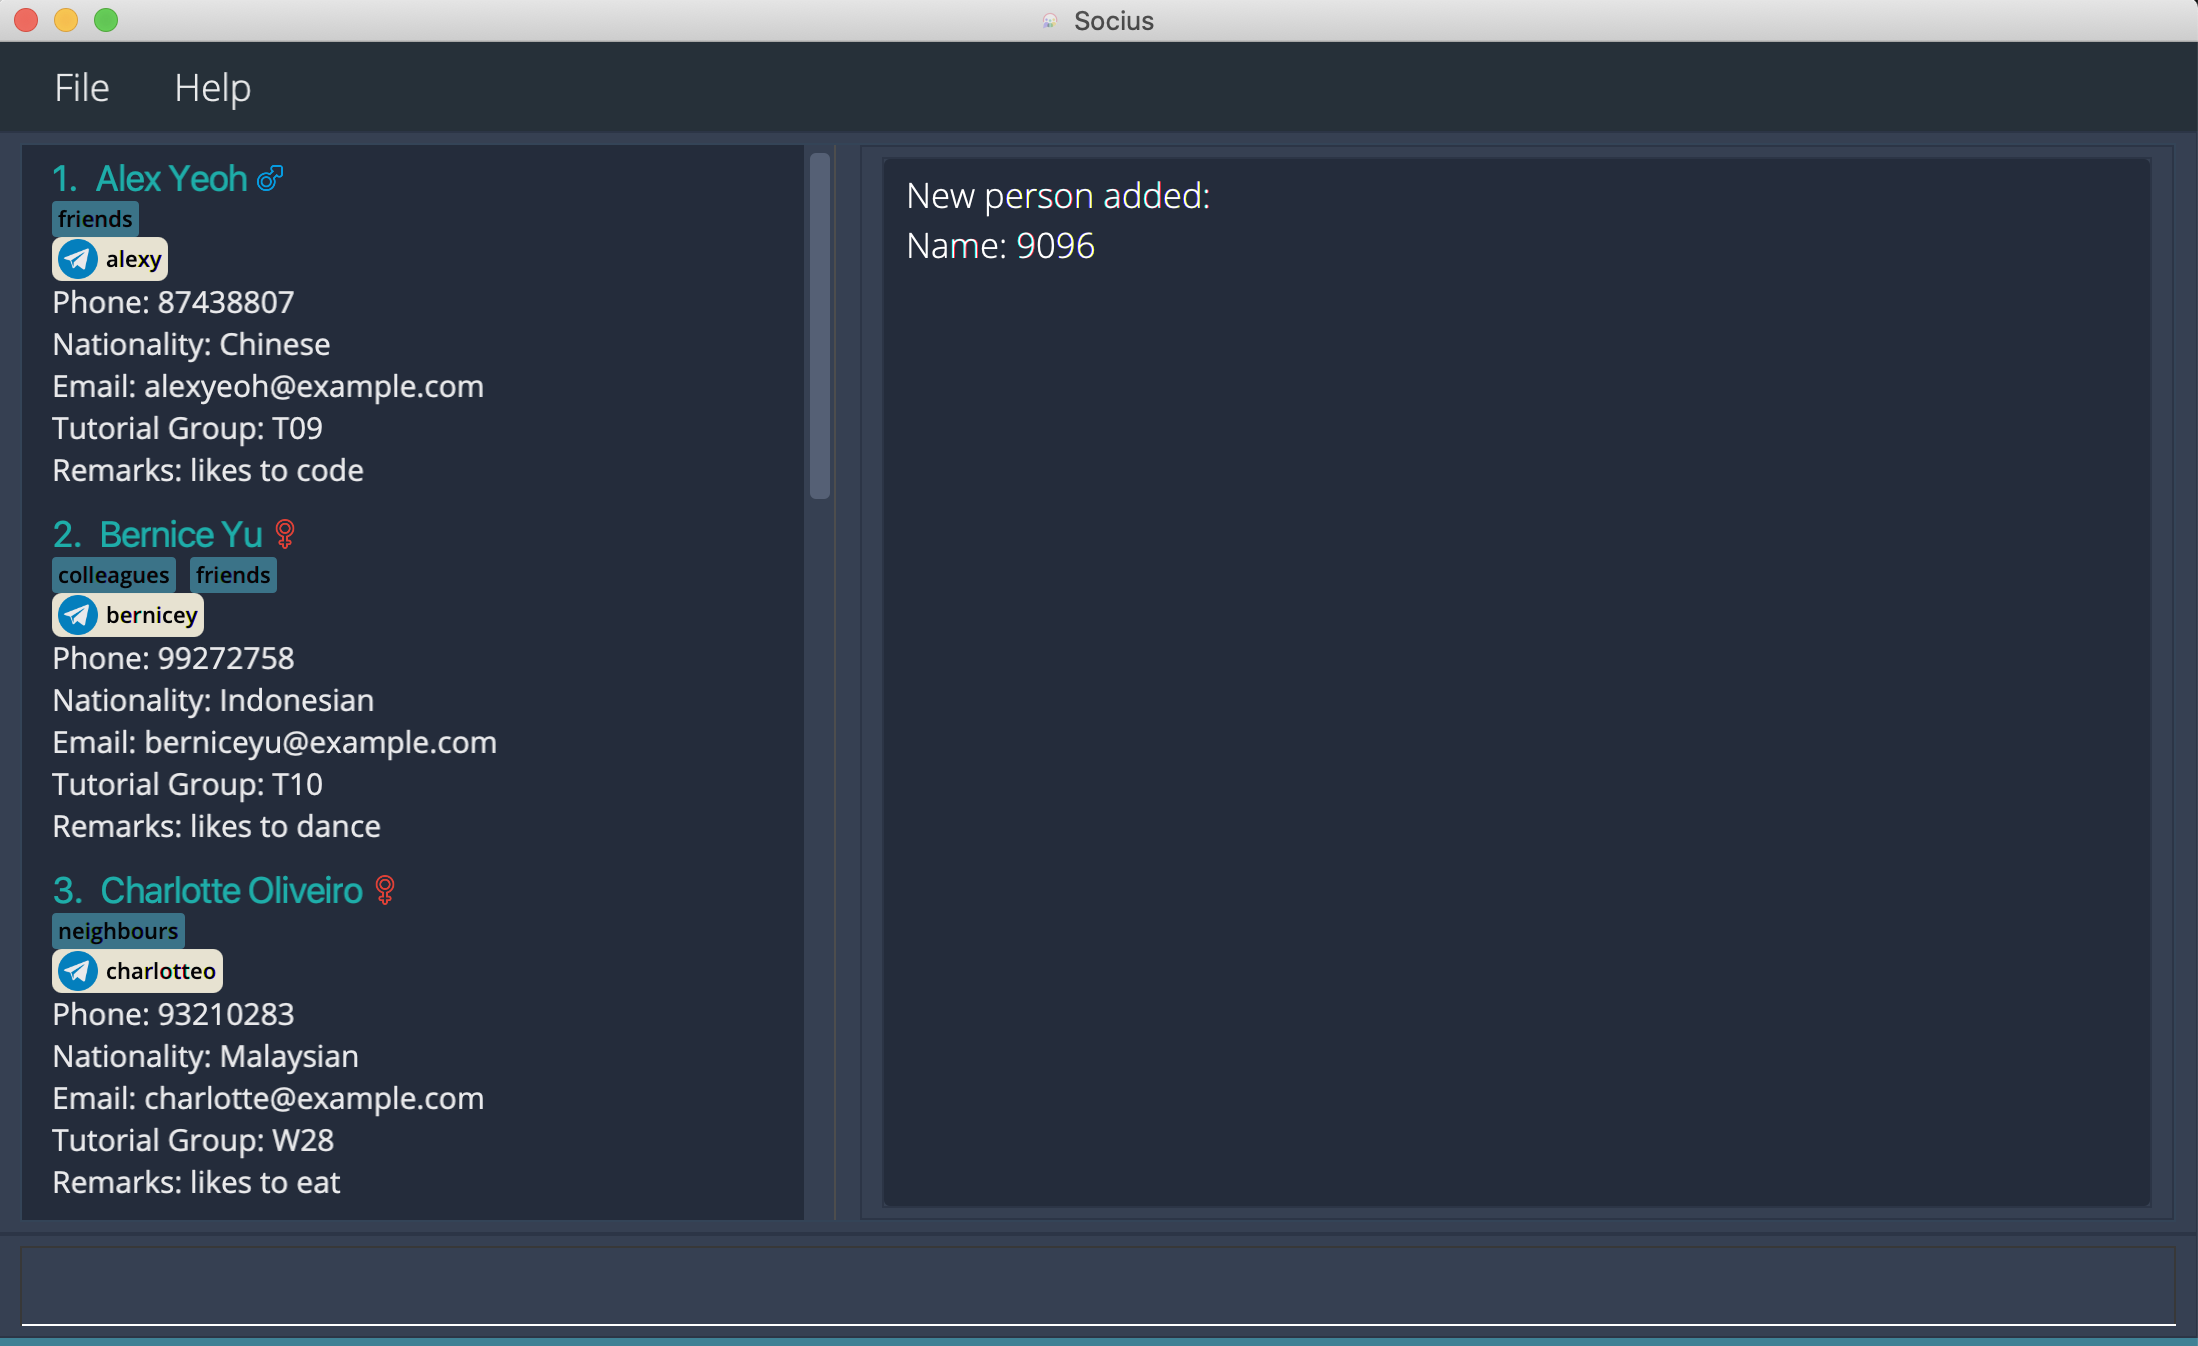 Socius
File Help
1. Alex Yeoh
friends
alexy
Phone: 87438807
Nationality: Chinese
Email: alexyeoh@example.com
Tutorial Group: T09
Remarks: likes to code
2. Bernice Yu
colleagues friends
bernicey
Phone: 99272758
Nationality: Indonesian
Email: berniceyu@example.com
Tutorial Group: T10
Remarks: likes to dance
3. Charlotte Oliveiro
neighbours
charlotteo
Phone: 93210283
Nationality: Malaysian
Email: charlotte@example.com
Tutorial Group: W28
Remarks: likes to eat
New person added:
Name: 9096